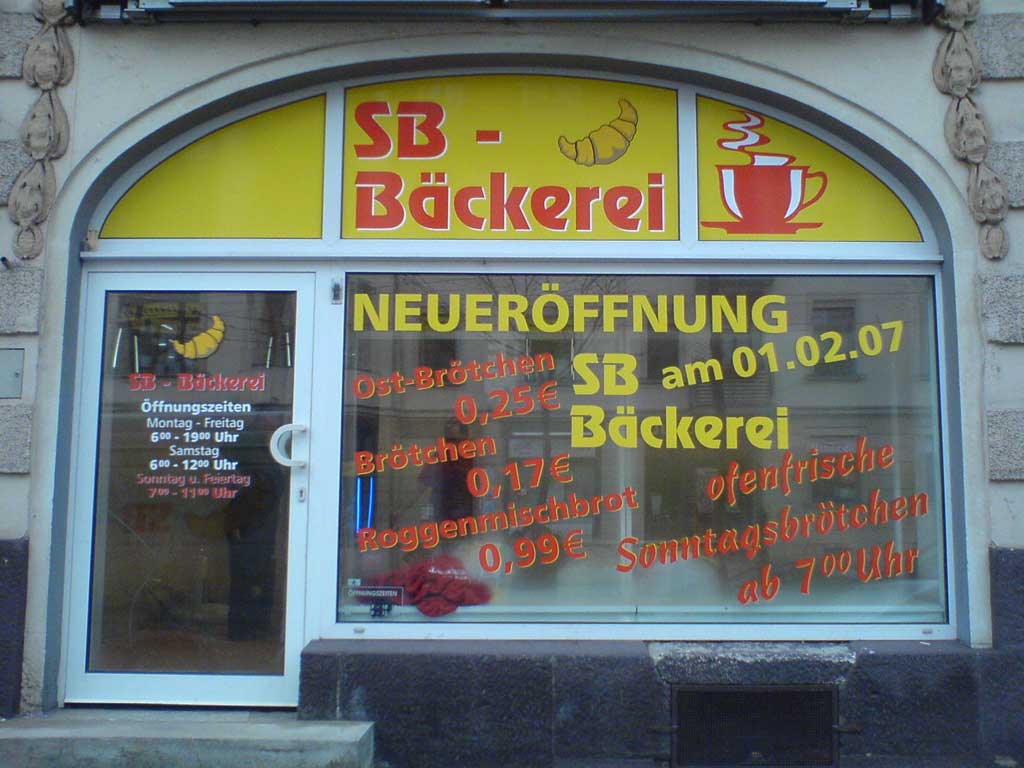 SB -
Bäckerei
SB - Bäckerei
Öffnungszeiten
Montag - Freitag
6⁰⁰ - 19⁰⁰ Uhr
Samstag
6⁰⁰ - 12⁰⁰ Uhr
Sonntag u. Feiertag
7⁰⁰ - 11⁰⁰ Uhr
NEUERÖFFNUNG
SB am 01.02.07
Bäckerei
Ost-Brötchen
0,25€
Brötchen
0,17€
Roggenmischbrot
0,99€
ofenfrische
Sonntagsbrötchen
ab 7⁰⁰Uhr
ÖFFNUNGSZEITEN